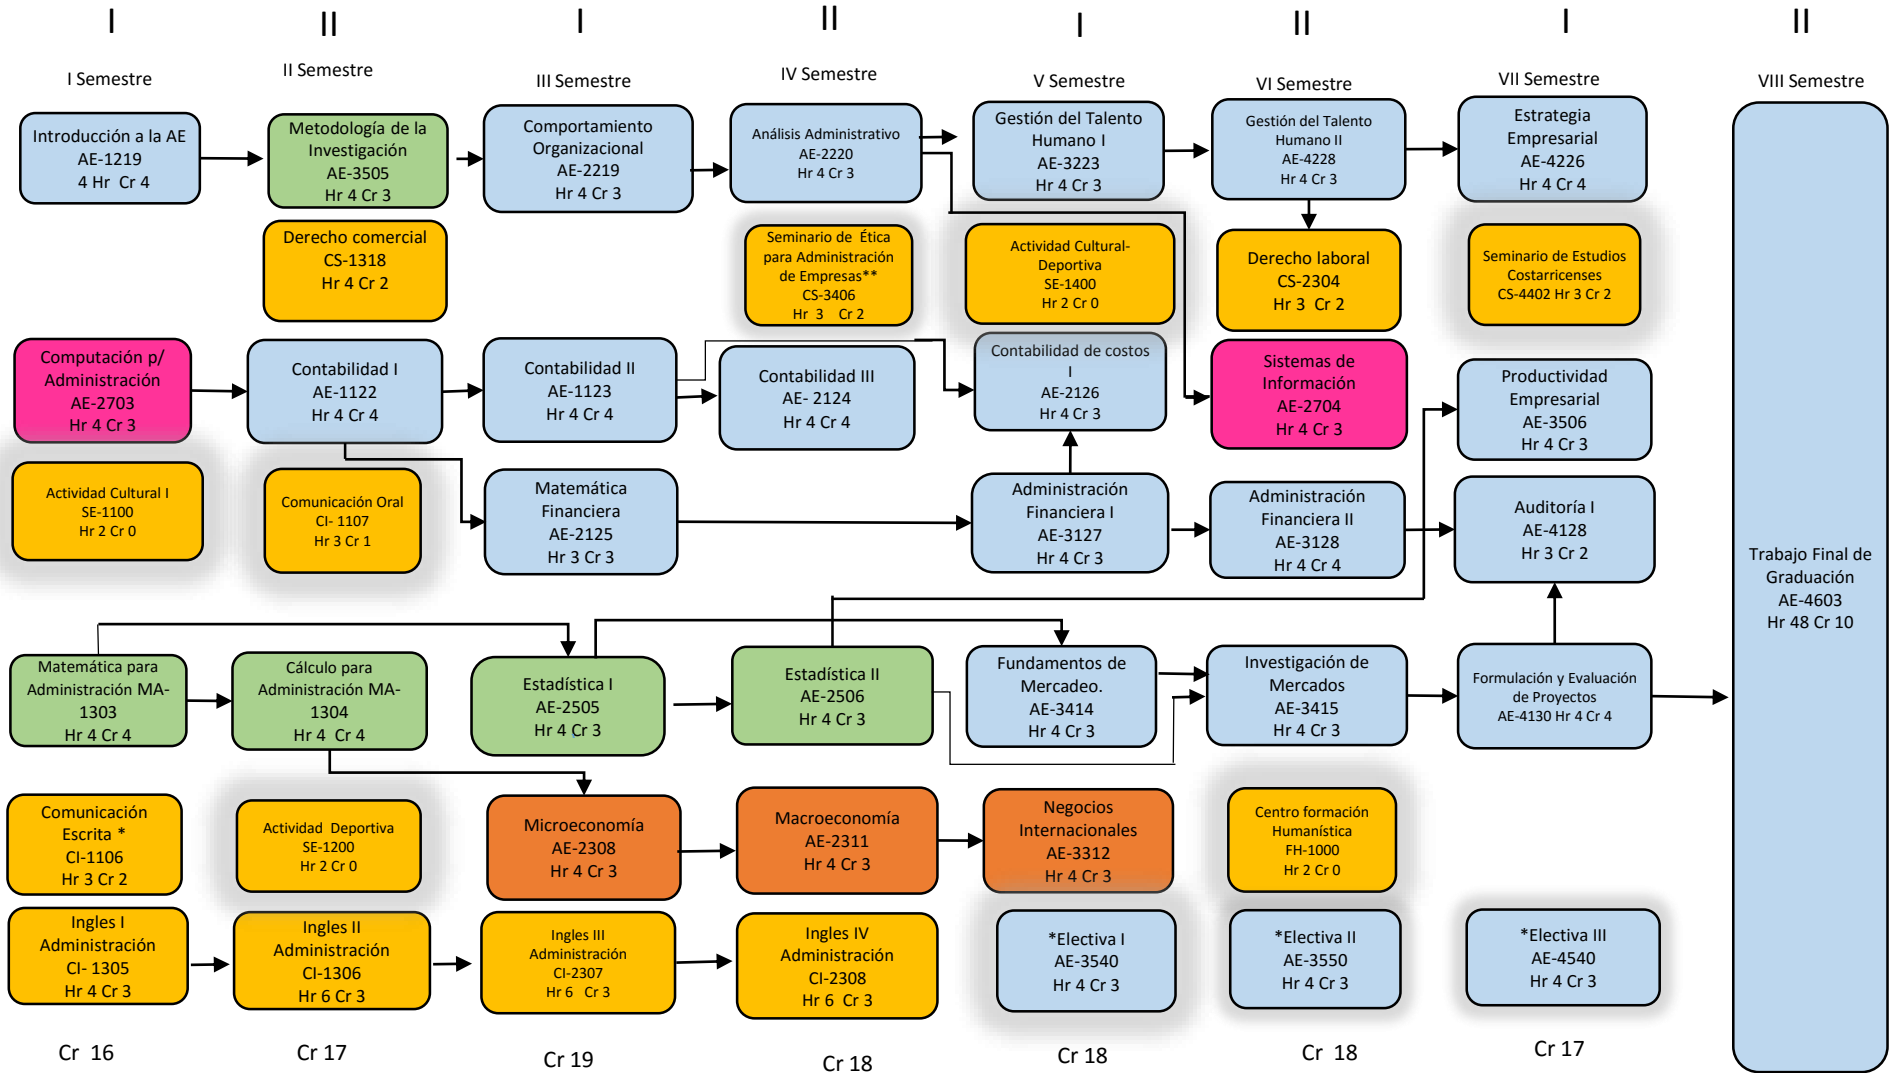 I
II
I
II
I
II
I
II
I Semestre
II Semestre
III Semestre
IV Semestre
V Semestre
VI Semestre
VII Semestre
VIII Semestre
Introducción a la AE
AE-1219
4 Hr  Cr 4
Metodología de la
Investigación
AE-3505
Hr 4 Cr 3
Comportamiento
Organizacional
AE-2219
Hr 4 Cr 3
Análisis Administrativo
AE-2220
Hr 4 Cr 3
Gestión del Talento
Humano I
AE-3223
Hr 4 Cr 3
Gestión del Talento
Humano II
AE-4228
Hr 4 Cr 3
Estrategia
Empresarial
AE-4226
Hr 4 Cr 4
Derecho comercial
CS-1318
Hr 4 Cr 2
Seminario de  Ética
para Administración
de Empresas**
CS-3406
Hr  3    Cr 2
Actividad Cultural-
Deportiva
SE-1400
Hr 2 Cr 0
Derecho laboral
CS-2304
Hr 3  Cr 2
Seminario de Estudios
Costarricenses
CS-4402 Hr 3 Cr 2
Computación p/
Administración
AE-2703
Hr 4 Cr 3
Contabilidad I
AE-1122
Hr 4 Cr 4
Contabilidad II
AE-1123
Hr 4 Cr 4
Contabilidad III
AE- 2124
Hr 4 Cr 4
Contabilidad de costos
I
AE-2126
Hr 4 Cr 3
Sistemas de
Información
AE-2704
Hr 4 Cr 3
Productividad
Empresarial
AE-3506
Hr 4 Cr 3
Actividad Cultural I
SE-1100
Hr 2 Cr 0
Comunicación Oral
CI- 1107
Hr 3 Cr 1
Matemática
Financiera
AE-2125
Hr 3 Cr 3
Administración
Financiera I
AE-3127
Hr 4 Cr 3
Administración
Financiera II
AE-3128
Hr 4 Cr 4
Auditoría I
AE-4128
Hr 3 Cr 2
Trabajo Final de
Graduación
AE-4603
Hr 48 Cr 10
Matemática para
Administración MA-
1303
Hr 4 Cr 4
Cálculo para
Administración MA-
1304
Hr 4  Cr 4
Estadística I
AE-2505
Hr 4 Cr 3
Estadística II
AE-2506
Hr 4 Cr 3
Fundamentos de
Mercadeo.
AE-3414
Hr 4 Cr 3
Investigación de
Mercados
AE-3415
Hr 4 Cr 3
Formulación y Evaluación
de Proyectos
AE-4130 Hr 4 Cr 4
Comunicación
Escrita *
CI-1106
Hr 3 Cr 2
Actividad  Deportiva
SE-1200
Hr 2 Cr 0
Microeconomía
AE-2308
Hr 4 Cr 3
Macroeconomía
AE-2311
Hr 4 Cr 3
Negocios
Internacionales
AE-3312
Hr 4 Cr 3
Centro formación
Humanística
FH-1000
Hr 2 Cr 0
Ingles I
Administración
CI- 1305
Hr 4 Cr 3
Ingles II
Administración
CI-1306
Hr 6 Cr 3
Ingles III
Administración
CI-2307
Hr 6  Cr 3
Ingles IV
Administración
CI-2308
Hr 6  Cr 3
*Electiva I
AE-3540
Hr 4 Cr 3
*Electiva II
AE-3550
Hr 4 Cr 3
*Electiva III
AE-4540
Hr 4 Cr 3
Cr  16
Cr 17
Cr 19
Cr 18
Cr 18
Cr  18
Cr 17